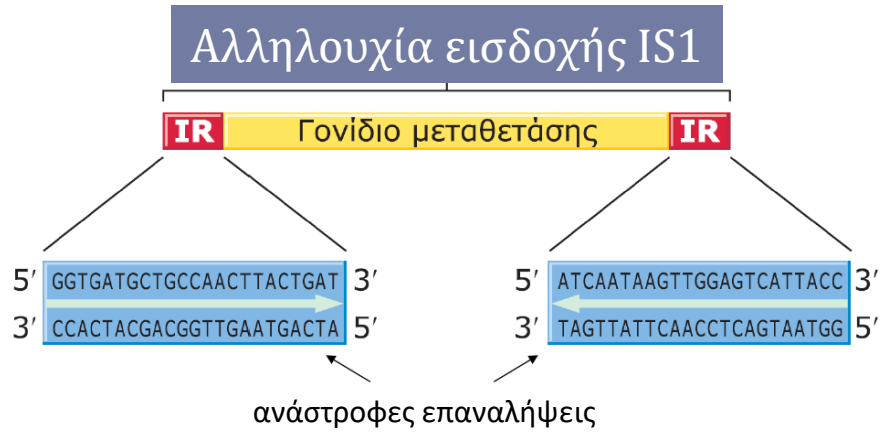 Αλληλουχία εισδοχής IS1
IR Γονίδιο μεταθετάσης IR
5′ GGTGATGCTGCCAACTTACTGAT 3′ 5′ ATCAATAAGTTGGAGTCATTACC 3′
3′ CCACTACGACGGTTGAATGACTA 5′ 3′ TAGTTATTCAACCTCAGTAATGG 5′
ανάστροφες επαναλήψεις